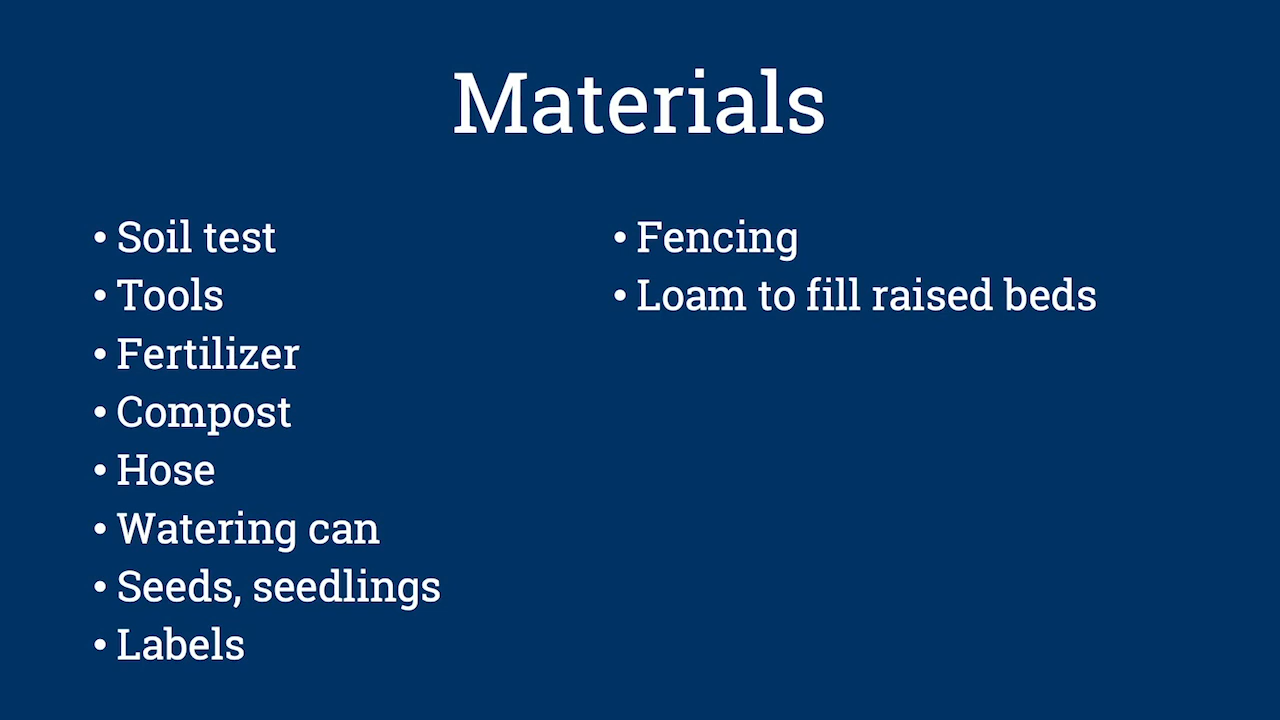 Materials
• Soil test
• Tools
• Fertilizer
• Compost
• Hose
• Watering can
• Seeds, seedlings
• Labels
• Fencing
• Loam to fill raised beds